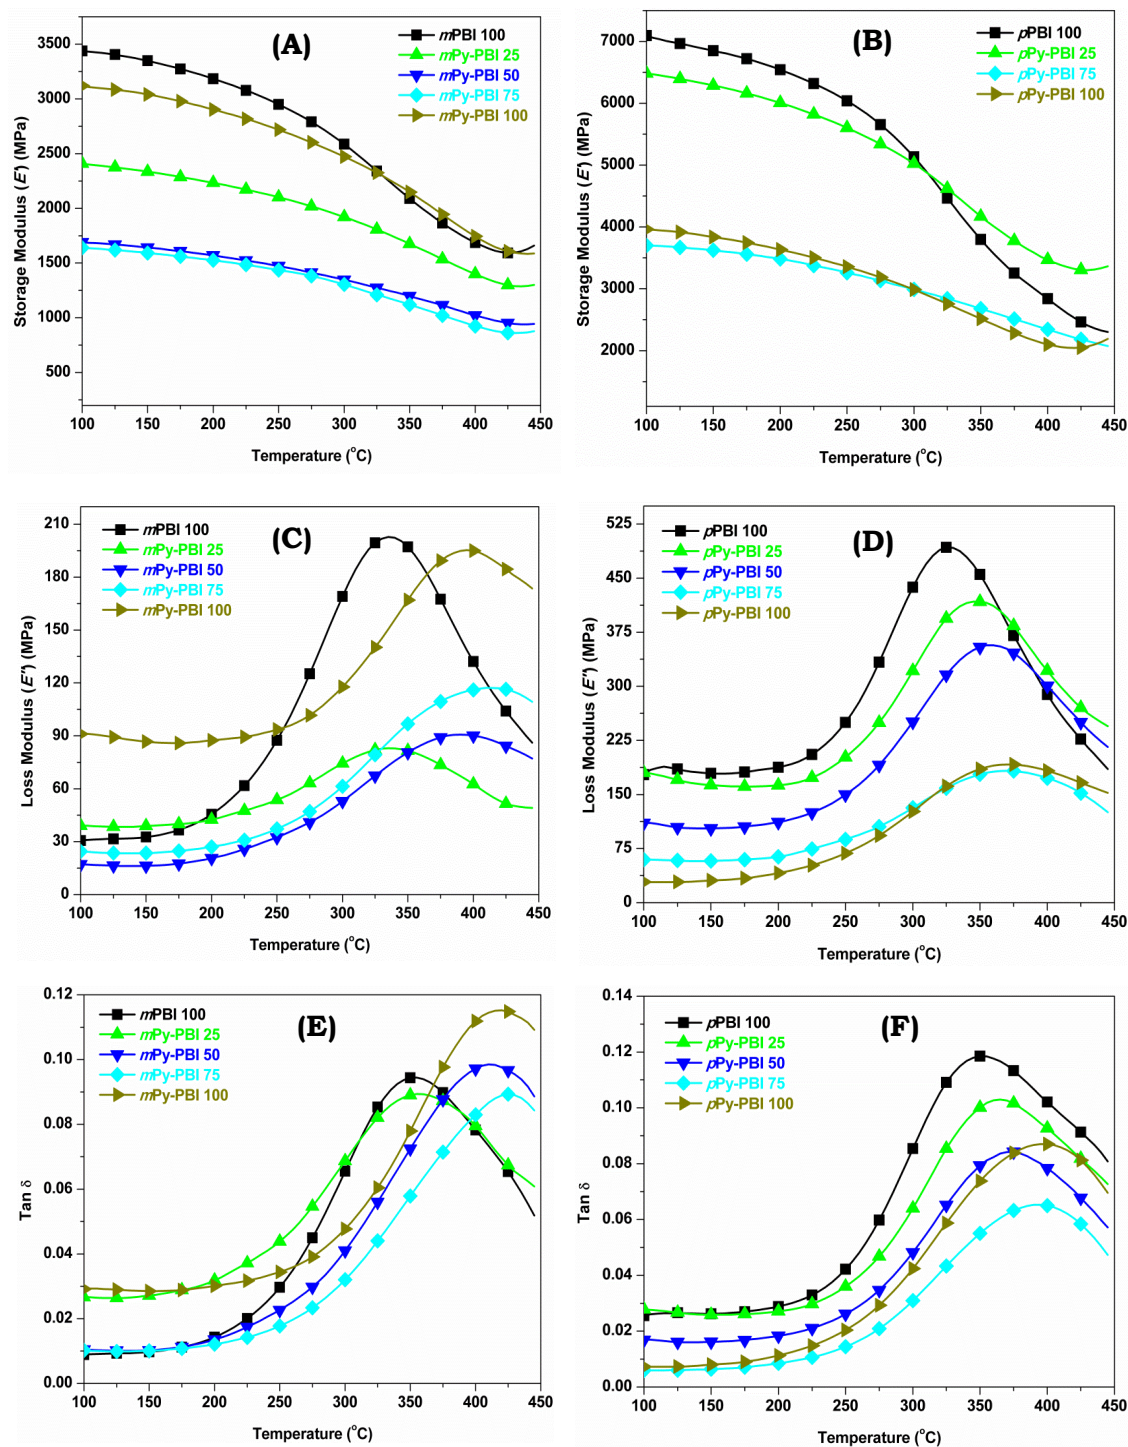 (A)
mPBI 100
mPy-PBI 25
mPy-PBI 50
mPy-PBI 75
mPy-PBI 100
Storage Modulus (E') (MPa)
3500
3000
2500
2000
1500
1000
500
100 150 200 250 300 350 400 450
Temperature (°C)
(B)
pPBI 100
pPy-PBI 25
pPy-PBI 75
pPy-PBI 100
Storage Modulus (E') (MPa)
7000
6000
5000
4000
3000
2000
100 150 200 250 300 350 400 450
Temperature (°C)
(C)
mPBI 100
mPy-PBI 25
mPy-PBI 50
mPy-PBI 75
mPy-PBI 100
Loss Modulus (E'') (MPa)
210
180
150
120
90
60
30
0
100 150 200 250 300 350 400 450
Temperature (°C)
(D)
pPBI 100
pPy-PBI 25
pPy-PBI 50
pPy-PBI 75
pPy-PBI 100
Loss Modulus (E'') (MPa)
525
450
375
300
225
150
75
0
100 150 200 250 300 350 400 450
Temperature (°C)
(E)
mPBI 100
mPy-PBI 25
mPy-PBI 50
mPy-PBI 75
mPy-PBI 100
Tan δ
0.12
0.10
0.08
0.06
0.04
0.02
0.00
100 150 200 250 300 350 400 450
Temperature (°C)
(F)
pPBI 100
pPy-PBI 25
pPy-PBI 50
pPy-PBI 75
pPy-PBI 100
Tan δ
0.14
0.12
0.10
0.08
0.06
0.04
0.02
0.00
100 150 200 250 300 350 400 450
Temperature (°C)